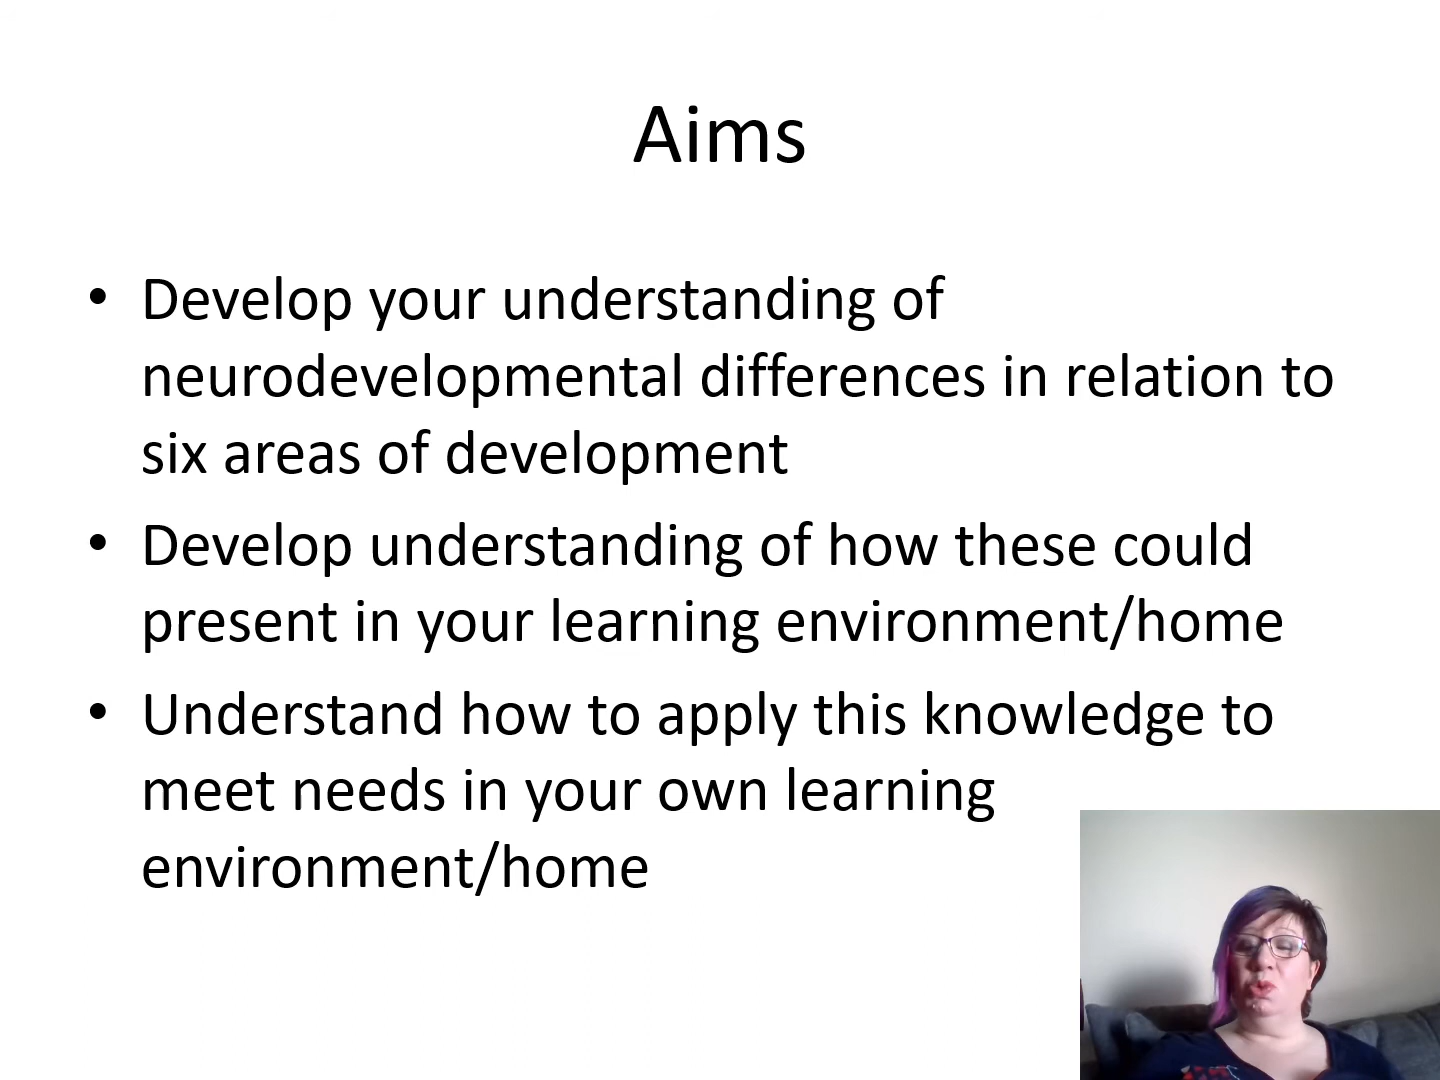 Aims
• Develop your understanding of
neurodevelopmental differences in relation to
six areas of development
• Develop understanding of how these could
present in your learning environment/home
• Understand how to apply this knowledge to
meet needs in your own learning
environment/home